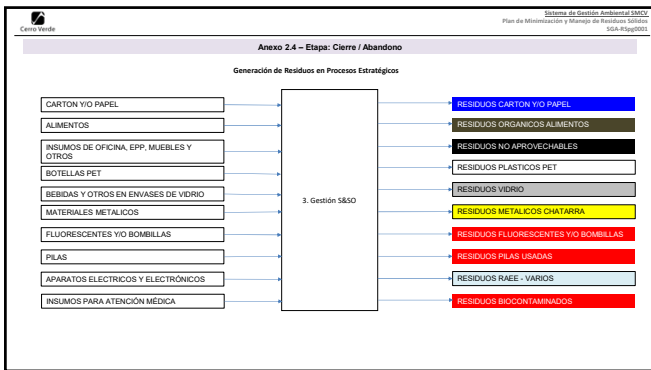 Cerro Verde
Sistema de Gestión Ambiental SMCV
Plan de Minimización y Manejo de Residuos Sólidos
SGA-RSpg0001
Anexo 2.4 – Etapa: Cierre / Abandono
Generación de Residuos en Procesos Estratégicos
CARTON Y/O PAPEL
ALIMENTOS
INSUMOS DE OFICINA, EPP, MUEBLES Y
OTROS
BOTELLAS PET
BEBIDAS Y OTROS EN ENVASES DE VIDRIO
MATERIALES METALICOS
FLUORESCENTES Y/O BOMBILLAS
PILAS
APARATOS ELECTRICOS Y ELECTRÓNICOS
INSUMOS PARA ATENCIÓN MÉDICA
3. Gestión S&SO
RESIDUOS CARTON Y/O PAPEL
RESIDUOS ORGANICOS ALIMENTOS
RESIDUOS NO APROVECHABLES
RESIDUOS PLASTICOS PET
RESIDUOS VIDRIO
RESIDUOS METALICOS CHATARRA
RESIDUOS FLUORESCENTES Y/O BOMBILLAS
RESIDUOS PILAS USADAS
RESIDUOS RAEE - VARIOS
RESIDUOS BIOCONTAMINADOS